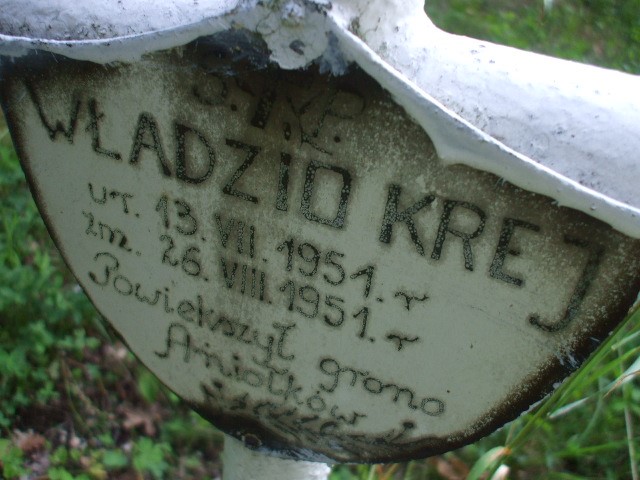 Ś.†P.
WŁADZIO KREJ
ur. 13. VII. 1951. r
zm. 26. VIII. 1951. r
Powiększył grono
Aniołków